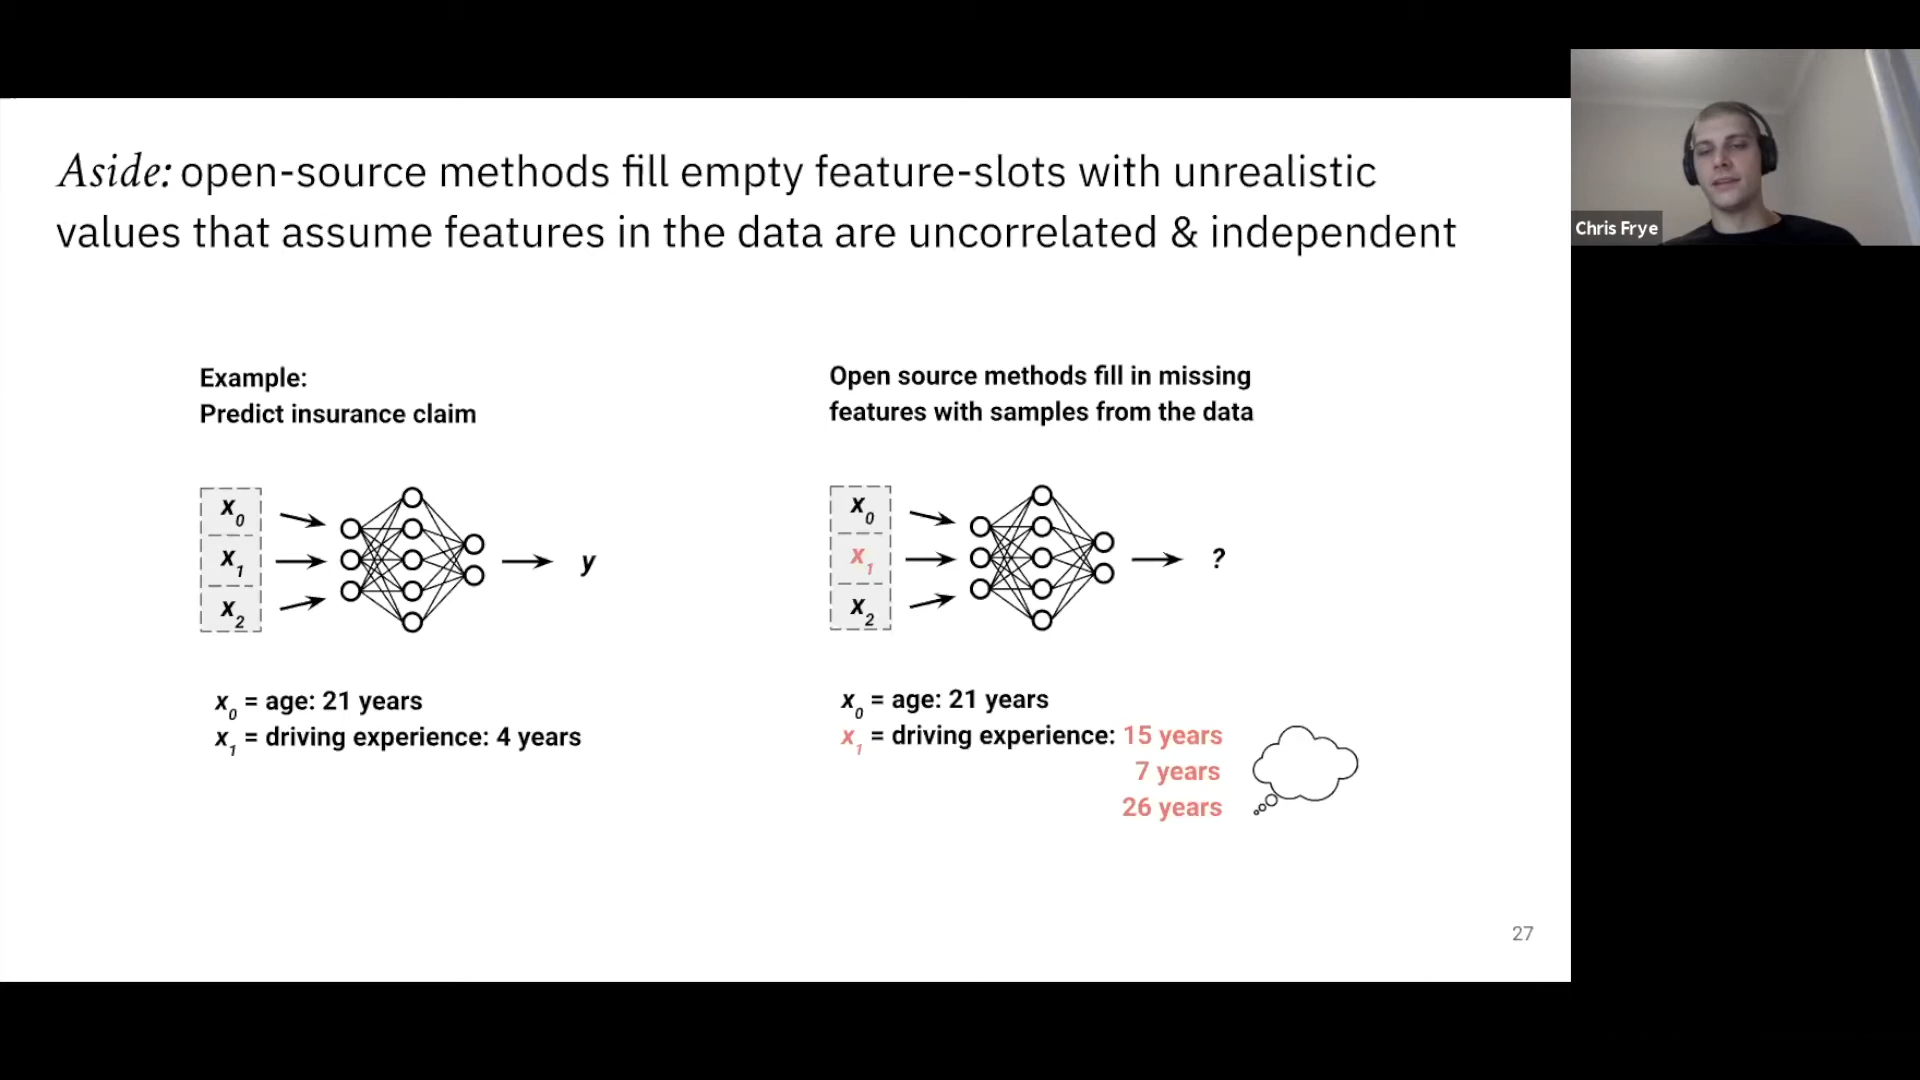 Aside: open-source methods fill empty feature-slots with unrealistic
values that assume features in the data are uncorrelated & independent
Example:
Predict insurance claim
x0
x1
x2
y
x0 = age: 21 years
x1 = driving experience: 4 years
Open source methods fill in missing
features with samples from the data
x0
x1
x2
?
x0 = age: 21 years
x1 = driving experience: 15 years
7 years
26 years
27
Chris Frye